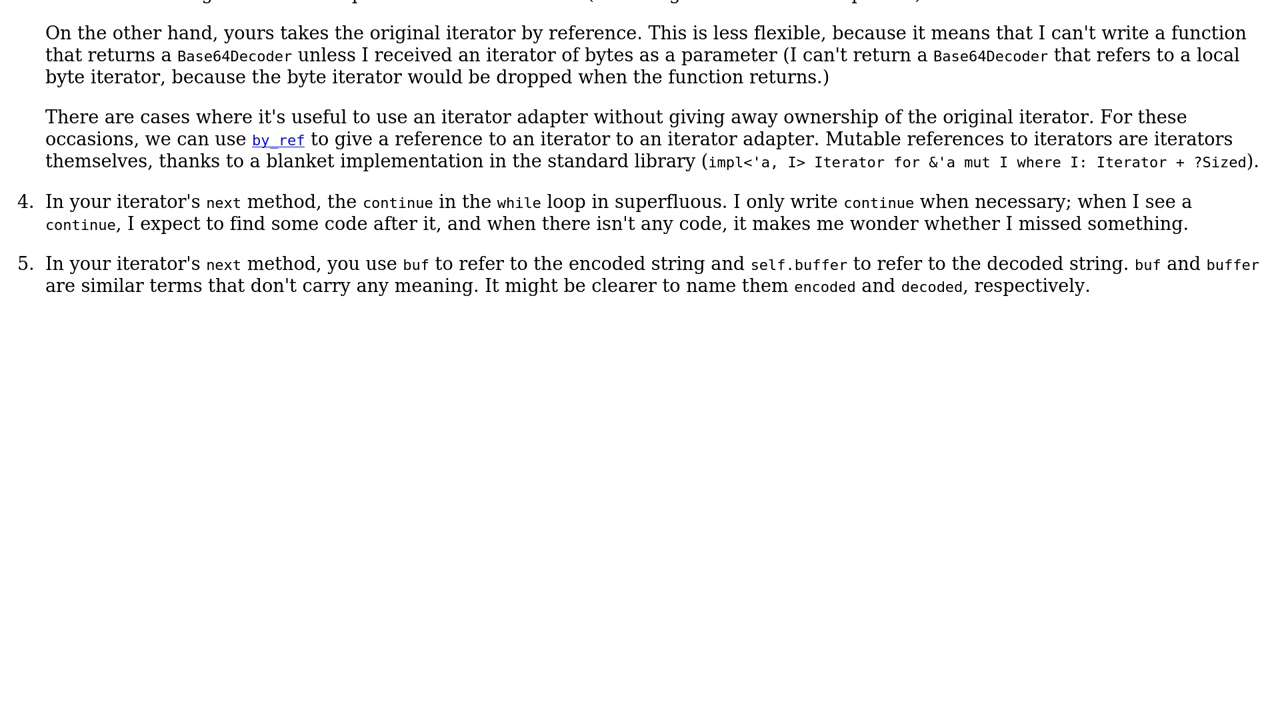 On the other hand, yours takes the original iterator by reference. This is less flexible, because it means that I can't write a function
that returns a Base64Decoder unless I received an iterator of bytes as a parameter (I can't return a Base64Decoder that refers to a local
byte iterator, because the byte iterator would be dropped when the function returns.)
There are cases where it's useful to use an iterator adapter without giving away ownership of the original iterator. For these
occasions, we can use by_ref to give a reference to an iterator to an iterator adapter. Mutable references to iterators are iterators
themselves, thanks to a blanket implementation in the standard library (impl<'a, I> Iterator for &'a mut I where I: Iterator + ?Sized).
4. In your iterator's next method, the continue in the while loop in superfluous. I only write continue when necessary; when I see a
continue, I expect to find some code after it, and when there isn't any code, it makes me wonder whether I missed something.
5. In your iterator's next method, you use buf to refer to the encoded string and self.buffer to refer to the decoded string. buf and buffer
are similar terms that don't carry any meaning. It might be clearer to name them encoded and decoded, respectively.